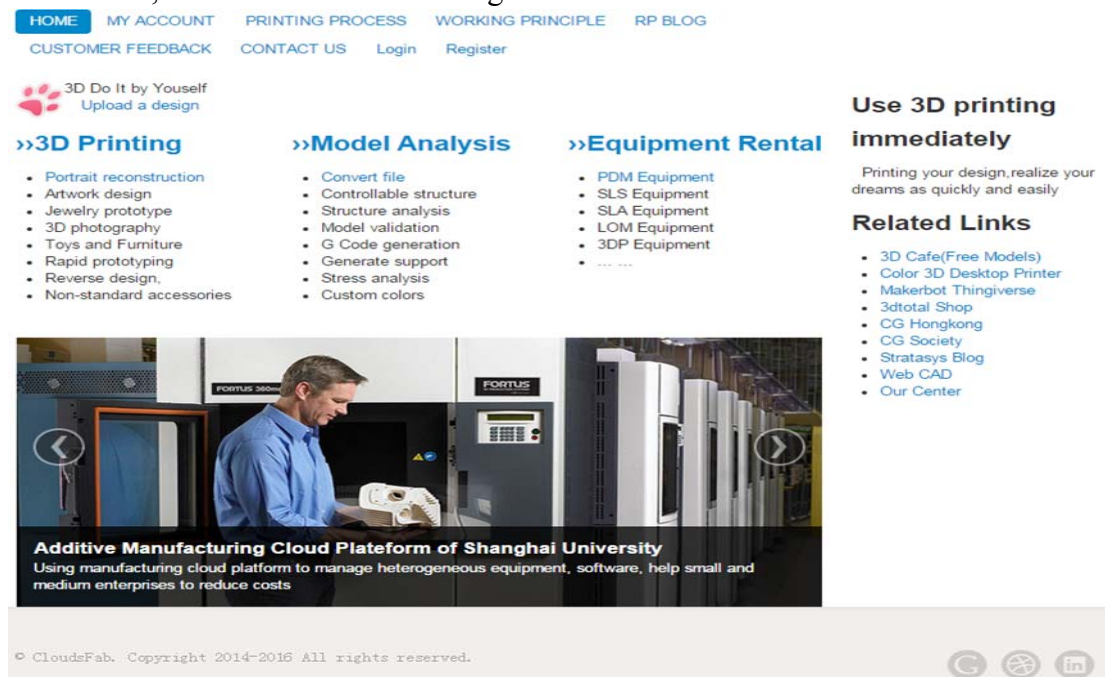 HOME MY ACCOUNT PRINTING PROCESS WORKING PRINCIPLE RP BLOG
CUSTOMER FEEDBACK CONTACT US Login Register
3D Do It by Youself
Upload a design
››3D Printing
Portrait reconstruction
Artwork design
Jewelry prototype
3D photography
Toys and Furniture
Rapid prototyping
Reverse design,
Non-standard accessories
››Model Analysis
Convert file
Controllable structure
Structure analysis
Model validation
G Code generation
Generate support
Stress analysis
Custom colors
››Equipment Rental
PDM Equipment
SLS Equipment
SLA Equipment
LOM Equipment
3DP Equipment
... ...
Use 3D printing
immediately
Printing your design,realize your
dreams as quickly and easily
Related Links
3D Cafe(Free Models)
Color 3D Desktop Printer
Makerbot Thingiverse
3dtotal Shop
CG Hongkong
CG Society
Stratasys Blog
Web CAD
Our Center
FORTUS 360mc
FORTUS
Additive Manufacturing Cloud Plateform of Shanghai University
Using manufacturing cloud platform to manage heterogeneous equipment, software, help small and
medium enterprises to reduce costs
© CloudsFab. Copyright 2014-2016 All rights reserved.
G in